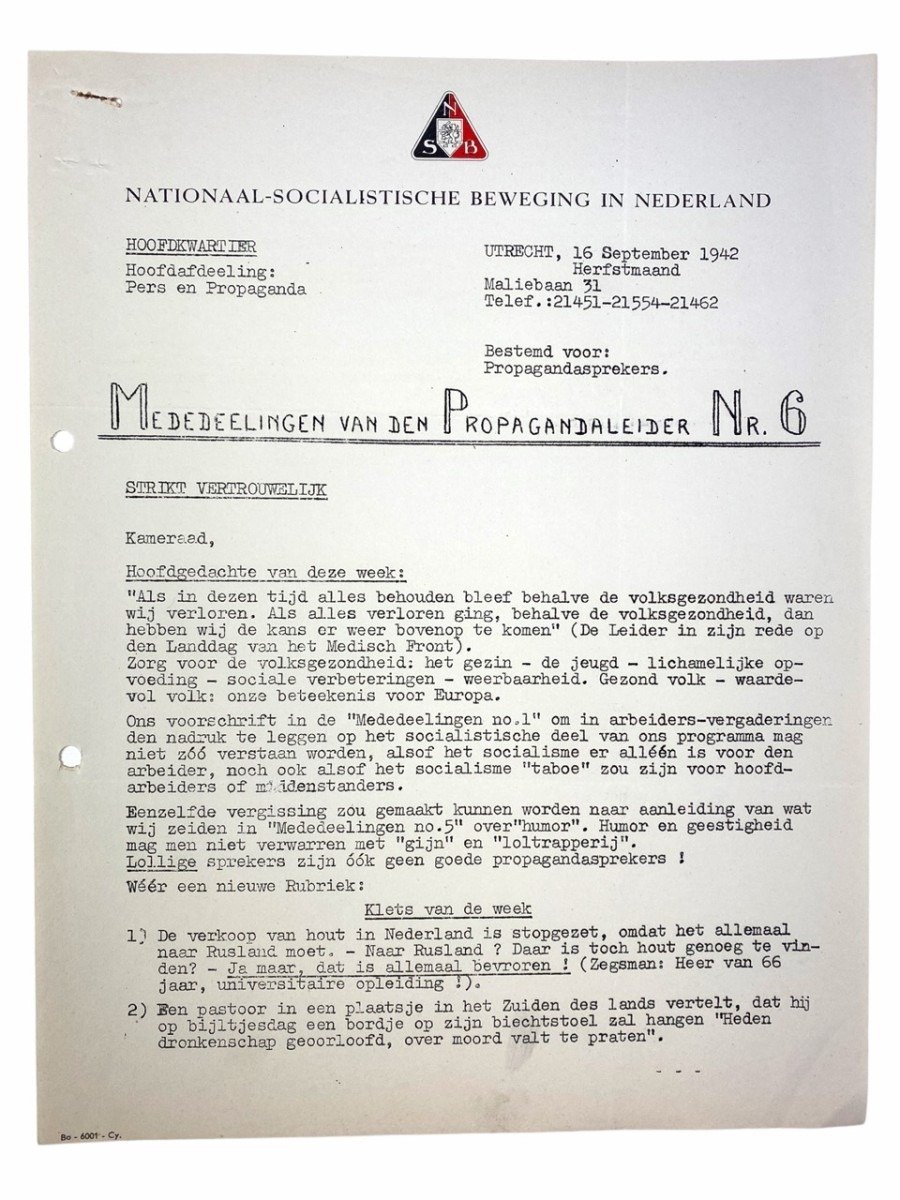 N
S B
NATIONAAL-SOCIALISTISCHE BEWEGING IN NEDERLAND
HOOFDKWARTIER
Hoofdafdeeling:
Pers en Propaganda
UTRECHT, 16 September 1942
Herfstmaand
Maliebaan 31
Telef.:21451-21554-21462
Bestemd voor:
Propagandasprekers.
MEDEDEELINGEN VAN DEN PROPAGANDALEIDER NR. 6
STRIKT VERTROUWELIJK
Kameraad,
Hoofdgedachte van deze week:
"Als in dezen tijd alles behouden bleef behalve de volksgezondheid waren
wij verloren. Als alles verloren ging, behalve de volksgezondheid, dan
hebben wij de kans er weer bovenop te komen" (De Leider in zijn rede op
den Landdag van het Medisch Front).
Zorg voor de volksgezondheid: het gezin - de jeugd - lichamelijke op-
voeding - sociale verbeteringen - weerbaarheid. Gezond volk - waarde-
vol volk: onze beteekenis voor Europa.
Ons voorschrift in de "Mededeelingen no.1" om in arbeiders-vergaderingen
den nadruk te leggen op het socialistische deel van ons programma mag
niet zóó verstaan worden, alsof het socialisme er alléén is voor den
arbeider, noch ook alsof het socialisme "taboe" zou zijn voor hoofd-
arbeiders of middenstanders.
Eenzelfde vergissing zou gemaakt kunnen worden naar aanleiding van wat
wij zeiden in "Mededeelingen no.5" over"humor". Humor en geestigheid
mag men niet verwarren met "gijn" en "loltrapperij".
Lollige sprekers zijn óók geen goede propagandasprekers !
Wéér een nieuwe Rubriek:
Klets van de week
1) De verkoop van hout in Nederland is stopgezet, omdat het allemaal
naar Rusland moet. - Naar Rusland ? Daar is toch hout genoeg te vin-
den? - Ja maar, dat is allemaal bevroren ! (Zegsman: Heer van 66
jaar, universitaire opleiding !).
2) Een pastoor in een plaatsje in het Zuiden des lands vertelt, dat hij
op bijltjesdag een bordje op zijn biechtstoel zal hangen "Heden
dronkenschap geoorloofd, over moord valt te praten".
- - -
Bo - 6001 - Cy.